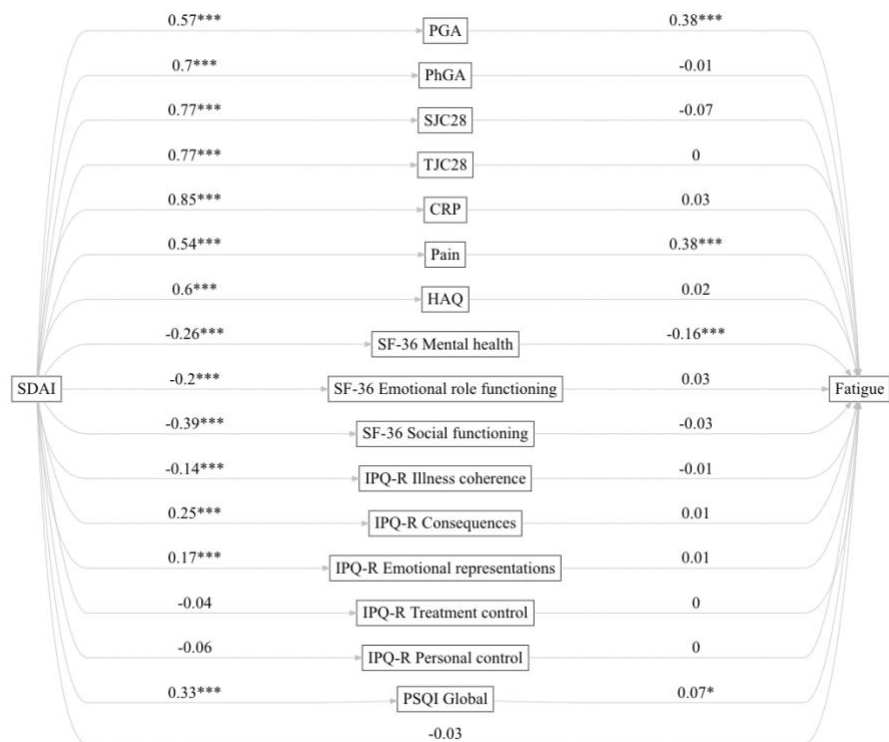 0.57*** PGA 0.38***
0.7*** PhGA -0.01
0.77*** SJC28 -0.07
0.77*** TJC28 0
0.85*** CRP 0.03
0.54*** Pain 0.38***
0.6*** HAQ 0.02
-0.26*** SF-36 Mental health -0.16***
SDAI -0.2*** SF-36 Emotional role functioning 0.03 Fatigue
-0.39*** SF-36 Social functioning -0.03
-0.14*** IPQ-R Illness coherence -0.01
0.25*** IPQ-R Consequences 0.01
0.17*** IPQ-R Emotional representations 0.01
-0.04 IPQ-R Treatment control 0
-0.06 IPQ-R Personal control 0
0.33*** PSQI Global 0.07*
-0.03